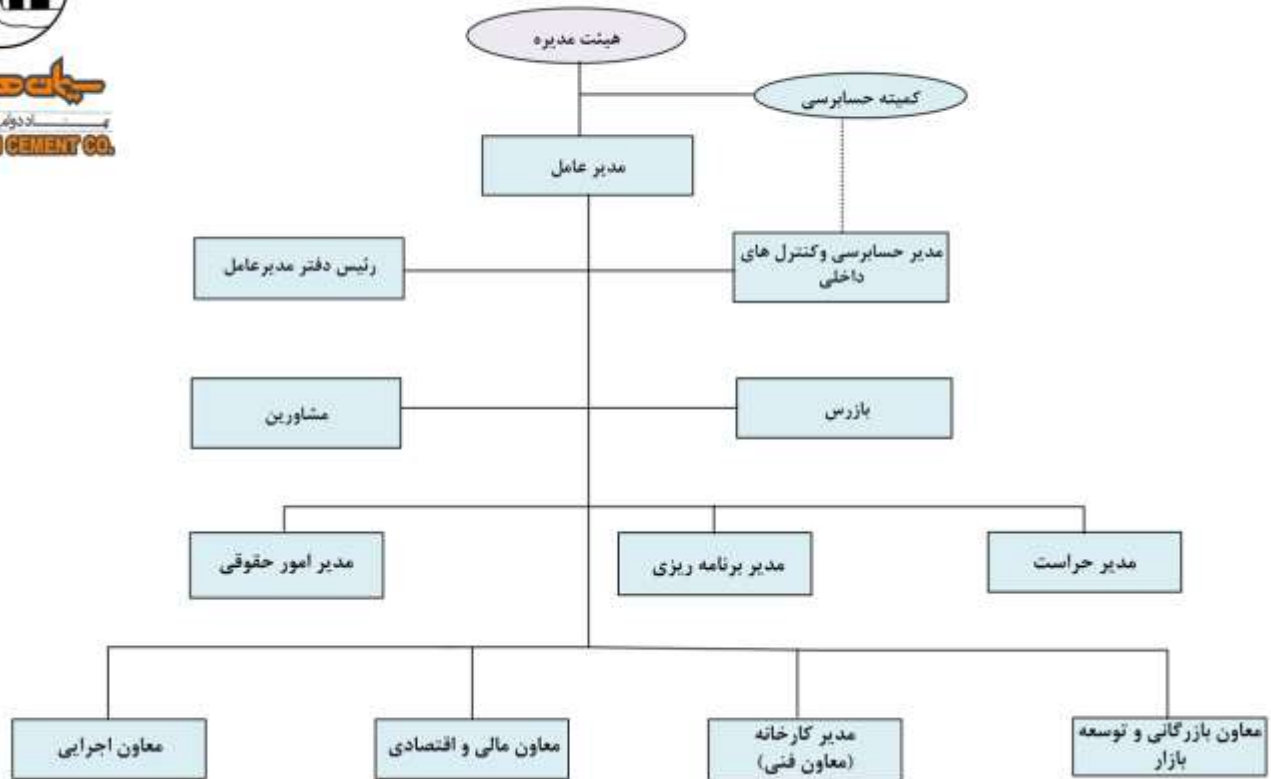 هیئت مدیره
کمیته حسابرسی
CEMENT CO.
مدیر عامل
مدیر حسابرسی وکنترل های
داخلی
رئیس دفتر مدیرعامل
بازرس
مشاورین
مدیر حراست
مدیر برنامه ریزی
مدیر امور حقوقی
معاون بازرگانی و توسعه
بازار
مدیر کارخانه
(معاون فنی)
معاون مالی و اقتصادی
معاون اجرایی